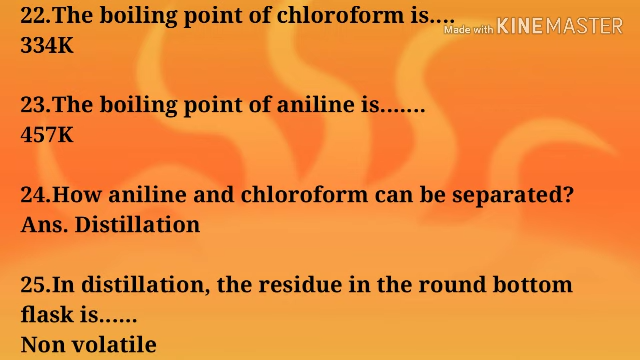 22.The boiling point of chloroform is....
Made with KINEMASTER
334K
23.The boiling point of aniline is.......
457K
24.How aniline and chloroform can be separated?
Ans. Distillation
25.In distillation, the residue in the round bottom
flask is......
Non volatile